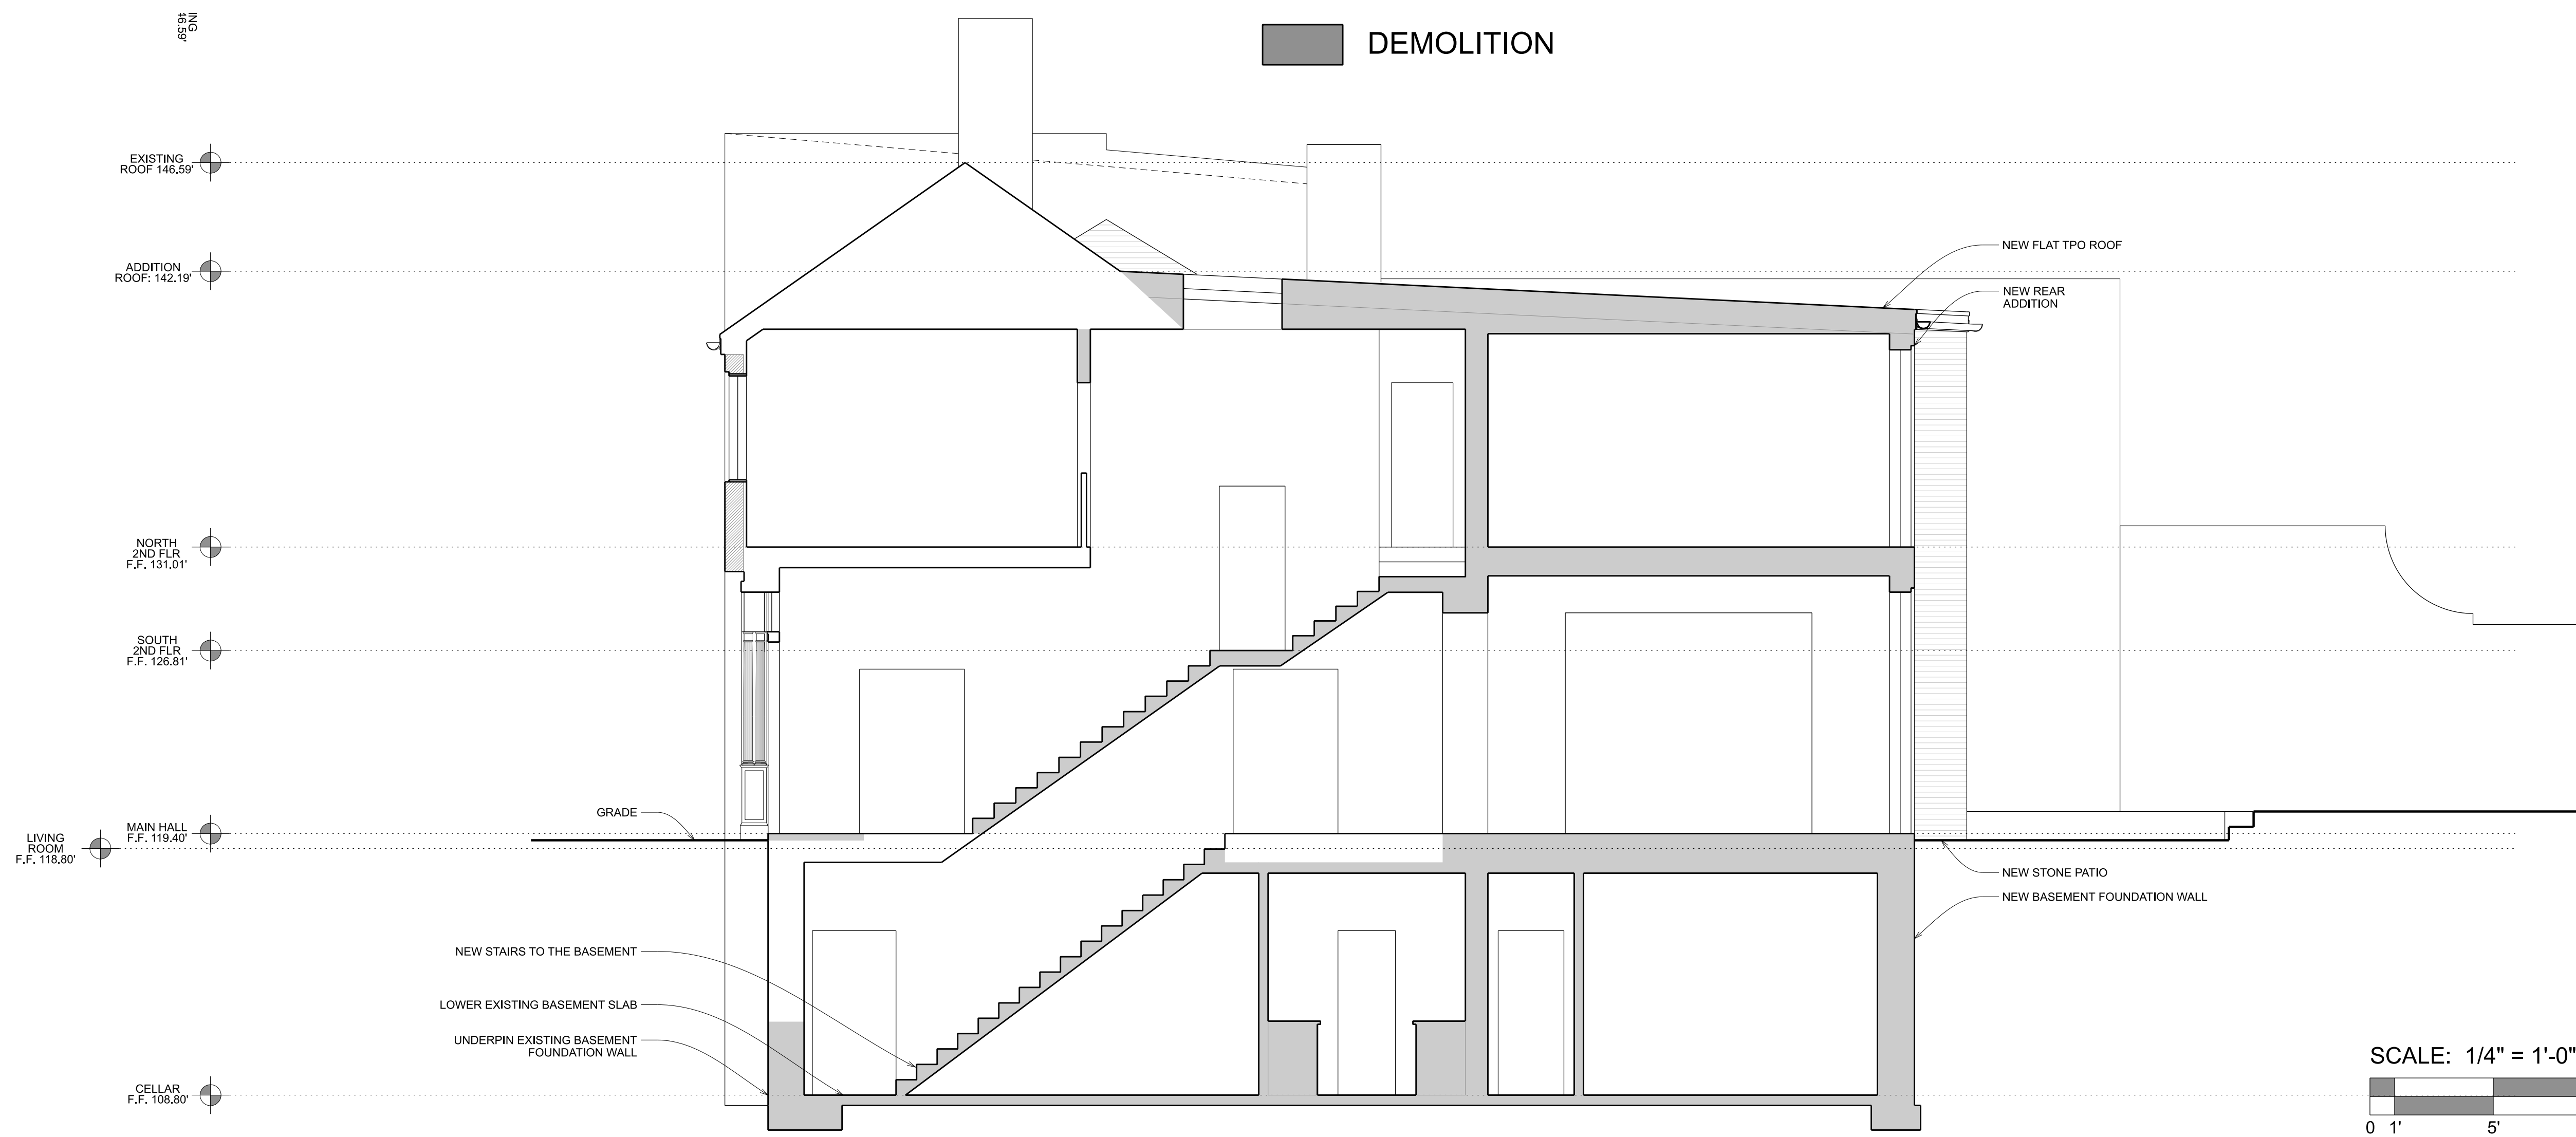 ING
46.59'
DEMOLITION
EXISTING
ROOF 146.59'
ADDITION
ROOF: 142.19'
NEW FLAT TPO ROOF
NEW REAR
ADDITION
NORTH
2ND FLR
F.F. 131.01'
SOUTH
2ND FLR
F.F. 126.81'
GRADE
MAIN HALL
F.F. 119.40'
LIVING
ROOM
F.F. 118.80'
NEW STONE PATIO
NEW BASEMENT FOUNDATION WALL
NEW STAIRS TO THE BASEMENT
LOWER EXISTING BASEMENT SLAB
UNDERPIN EXISTING BASEMENT
FOUNDATION WALL
CELLAR
F.F. 108.80'
SCALE: 1/4" = 1'-0"
0 1' 5'